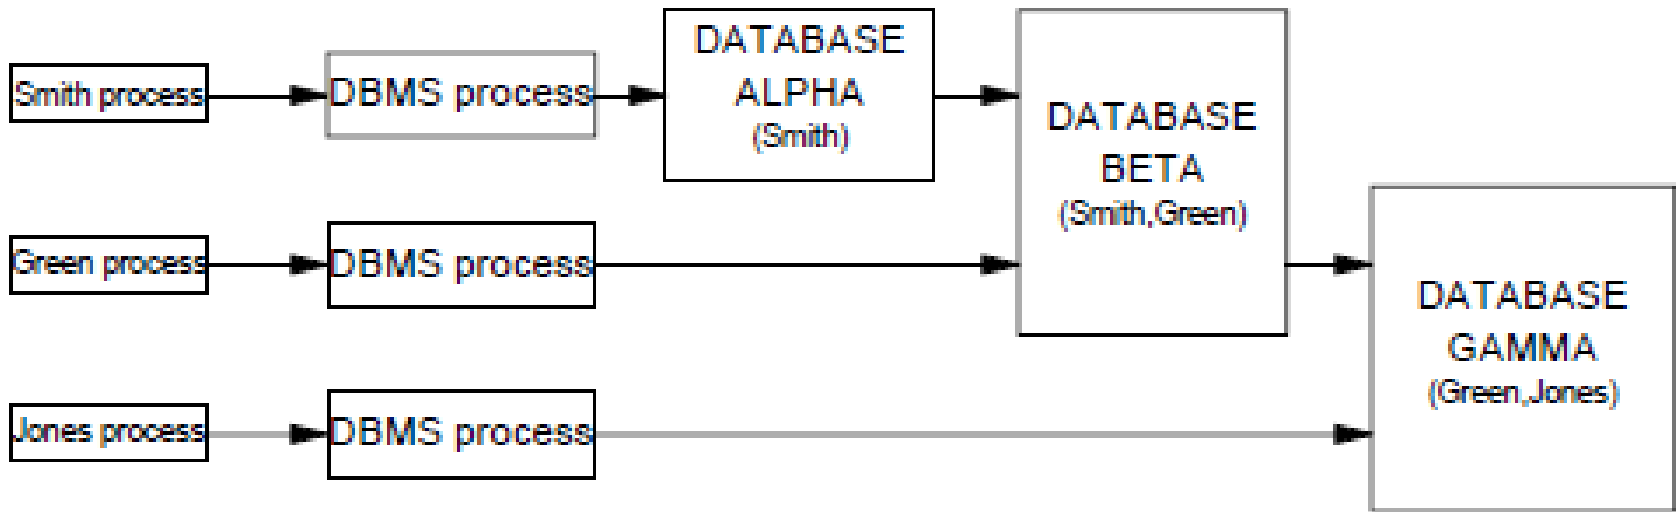 Smith process
DBMS process
DATABASE
ALPHA
(Smith)
DATABASE
BETA
(Smith,Green)
Green process
DBMS process
DATABASE
GAMMA
(Green,Jones)
Jones process
DBMS process